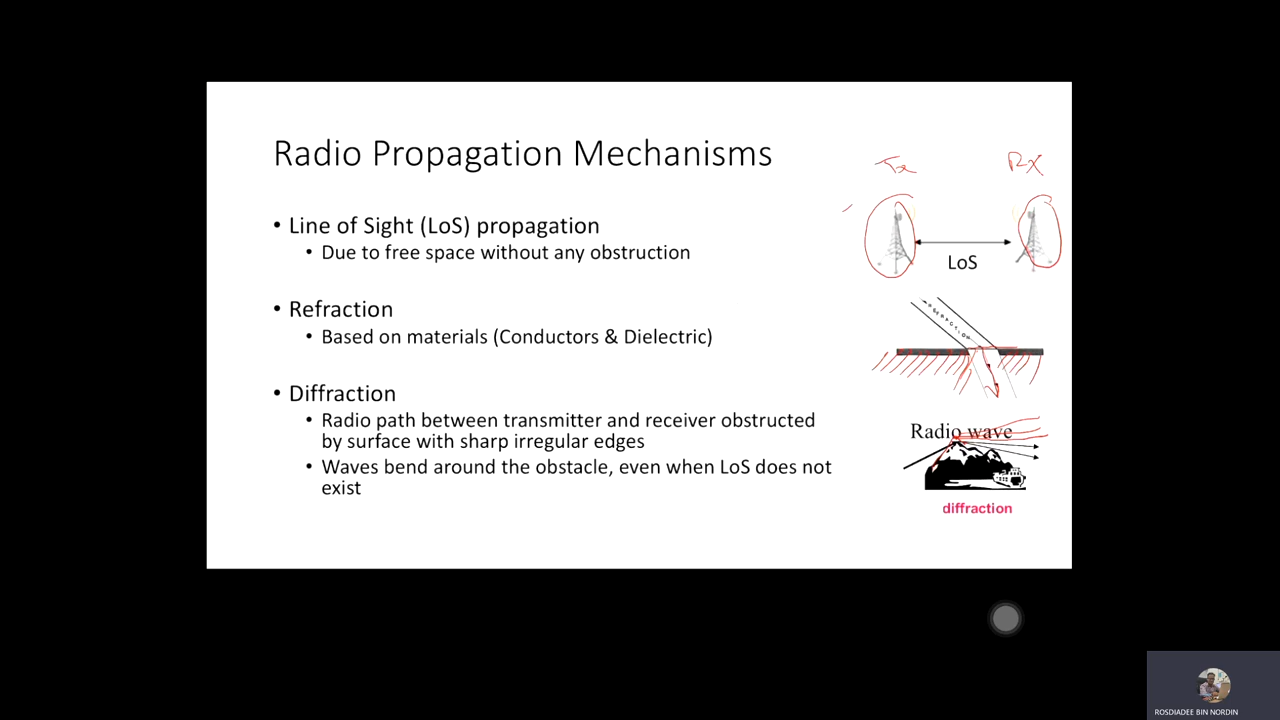 Radio Propagation Mechanisms
Tx
RX
• Line of Sight (LoS) propagation
• Due to free space without any obstruction
LoS
• Refraction
• Based on materials (Conductors & Dielectric)
REFRACTION
• Diffraction
• Radio path between transmitter and receiver obstructed
by surface with sharp irregular edges
• Waves bend around the obstacle, even when LoS does not
exist
Radio wave
diffraction
ROSDIADEE BIN NORDIN